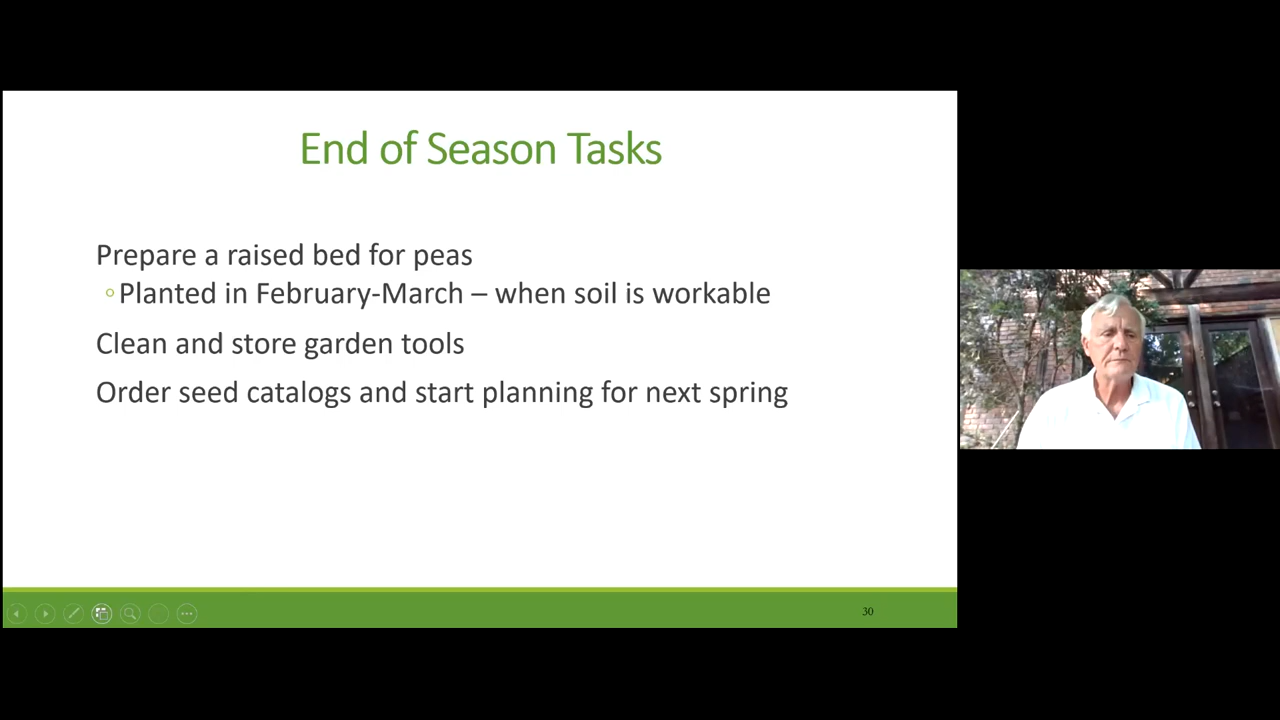 End of Season Tasks
Prepare a raised bed for peas
◦Planted in February-March – when soil is workable
Clean and store garden tools
Order seed catalogs and start planning for next spring
30